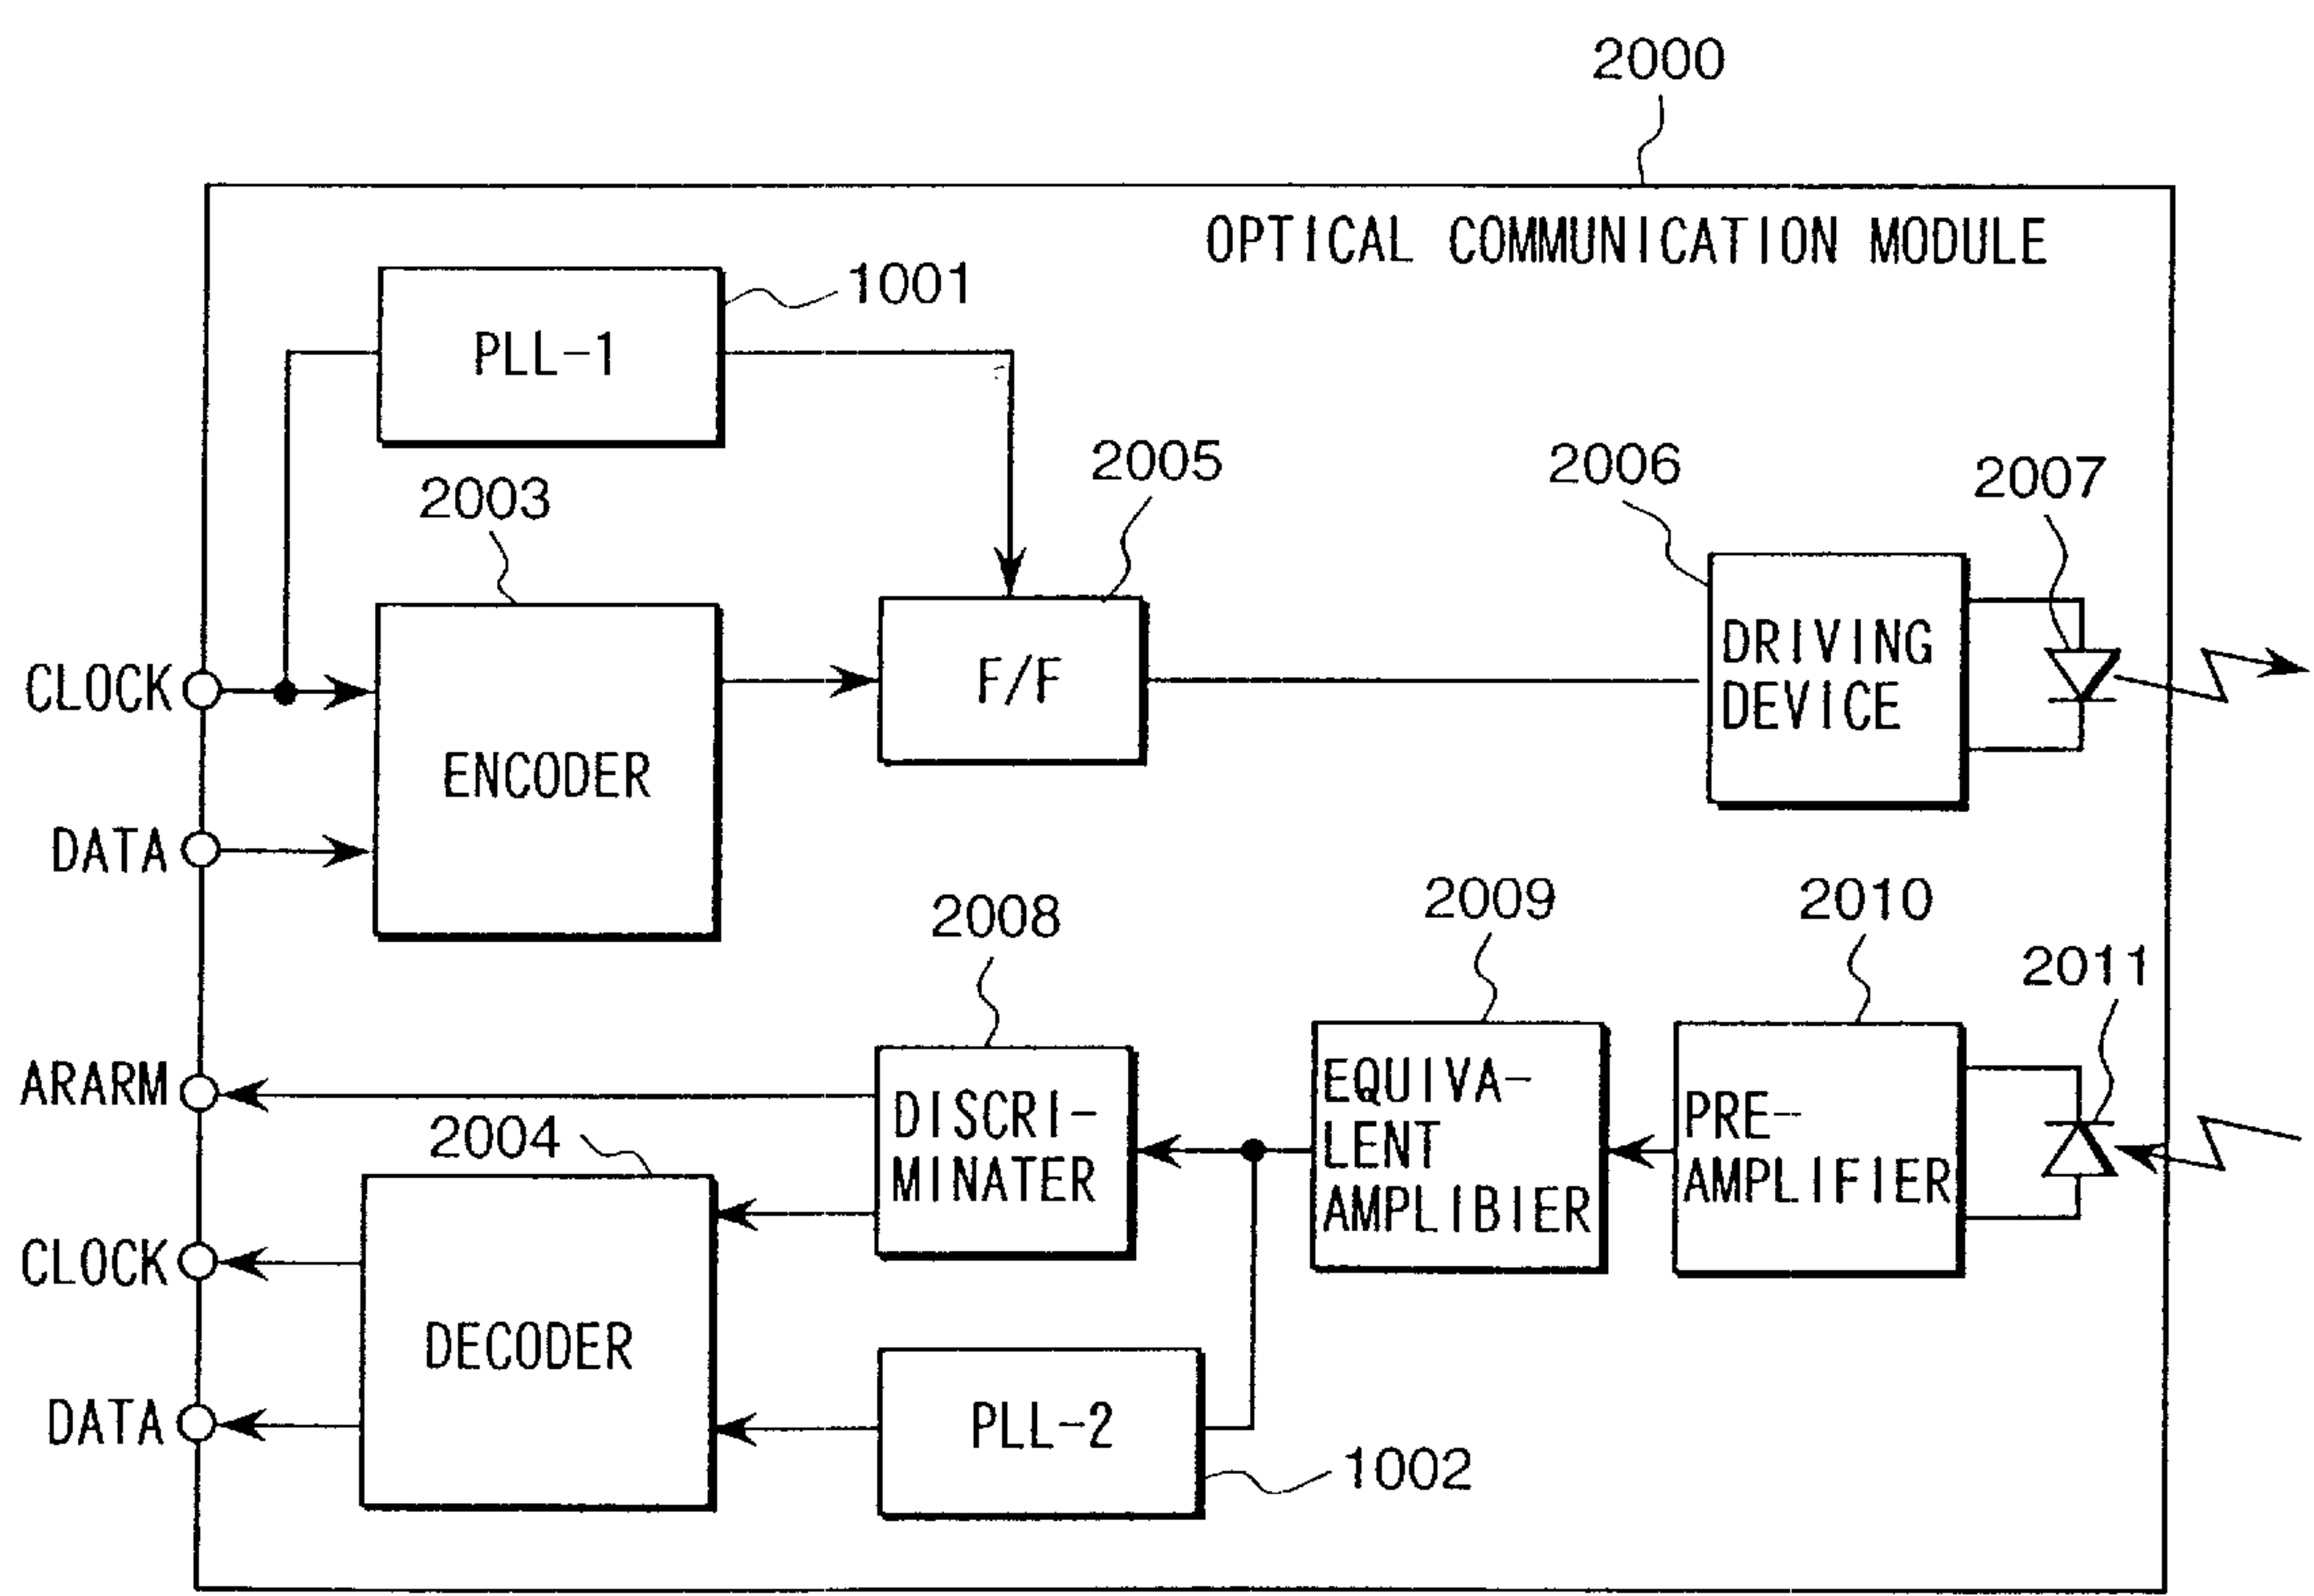 2000
OPTICAL COMMUNICATION MODULE
1001
PLL-1
2005
2006
2007
2003
CLOCK
ENCODER
F/F
DRIVING
DEVICE
DATA
2008
2009
2010
2011
ARARM
DISCRI-
MINATER
EQUIVA-
LENT
AMPLIBIER
PRE-
AMPLIFIER
2004
CLOCK
DECODER
DATA
PLL-2
1002